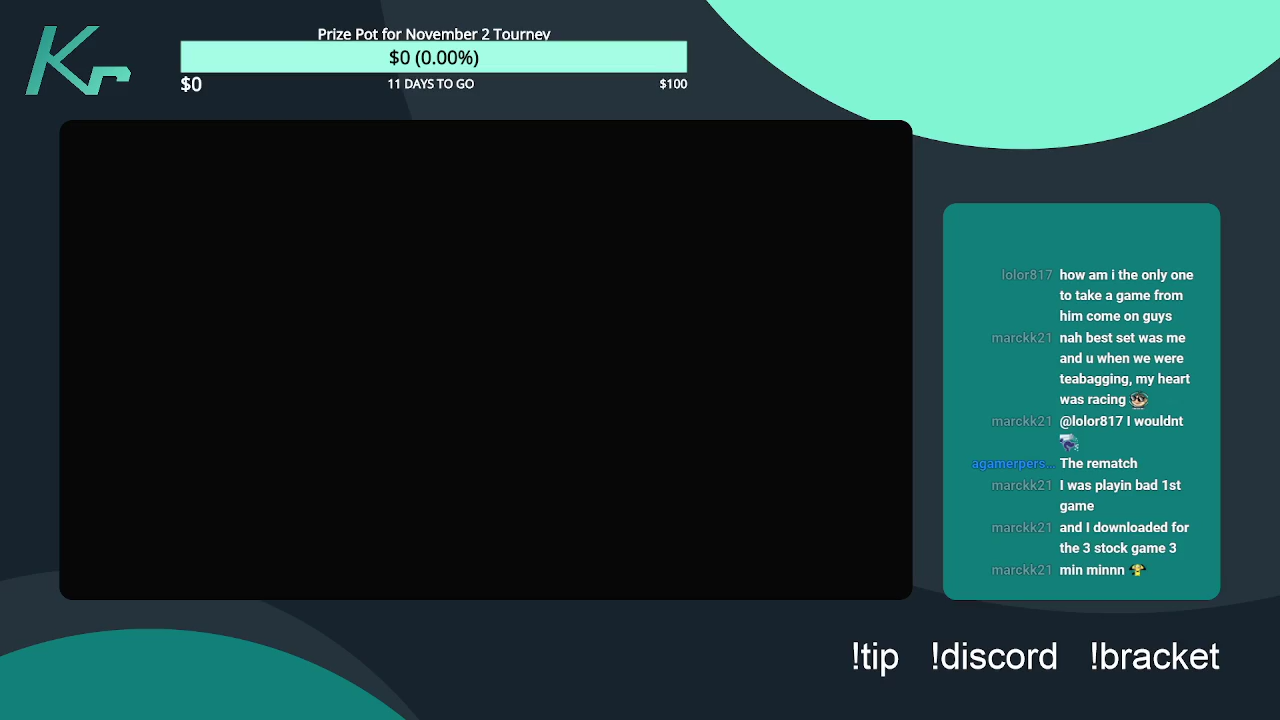 Kr
Prize Pot for November 2 Tourney
$0 (0.00%)
$0 11 DAYS TO GO $100
lolor817 how am i the only one
to take a game from
him come on guys
marckk21 nah best set was me
and u when we were
teabagging, my heart
was racing
marckk21 @lolor817 I wouldnt
agamerpers... The rematch
marckk21 I was playin bad 1st
game
marckk21 and I downloaded for
the 3 stock game 3
marckk21 min minnn
!tip !discord !bracket